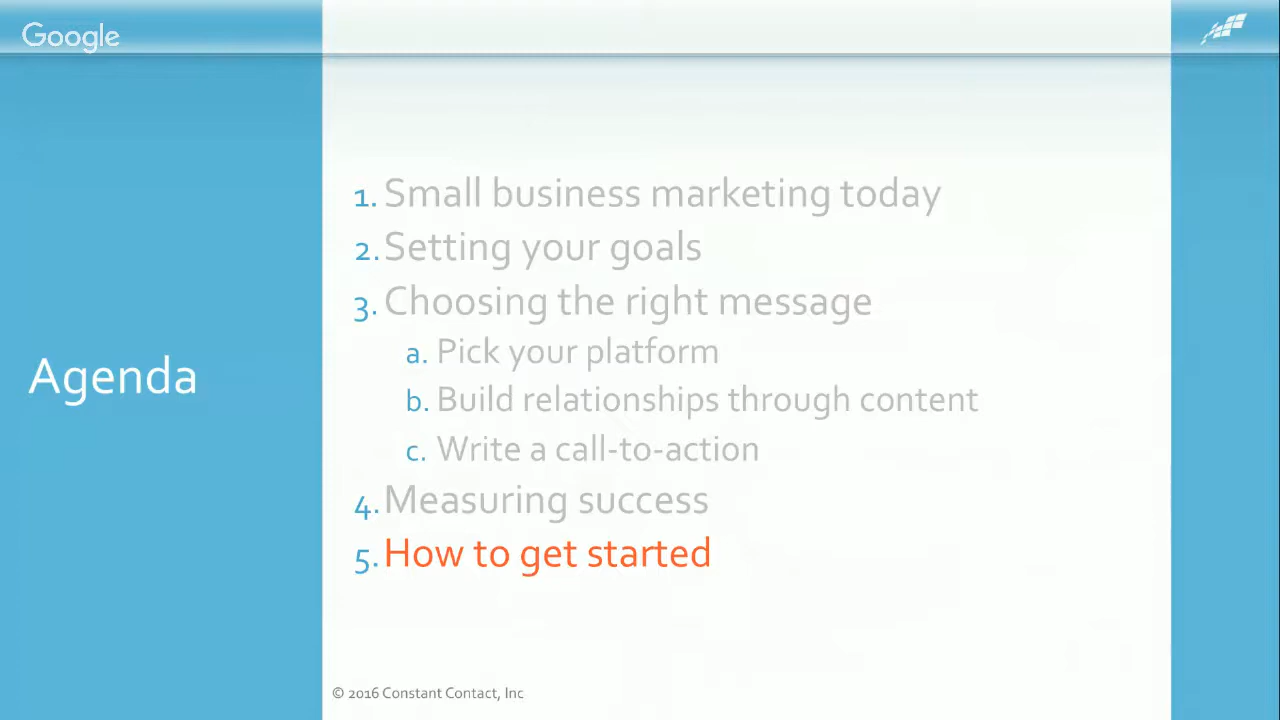 Google
Agenda
1. Small business marketing today
2. Setting your goals
3. Choosing the right message
a. Pick your platform
b. Build relationships through content
c. Write a call-to-action
4. Measuring success
5. How to get started
© 2016 Constant Contact, Inc